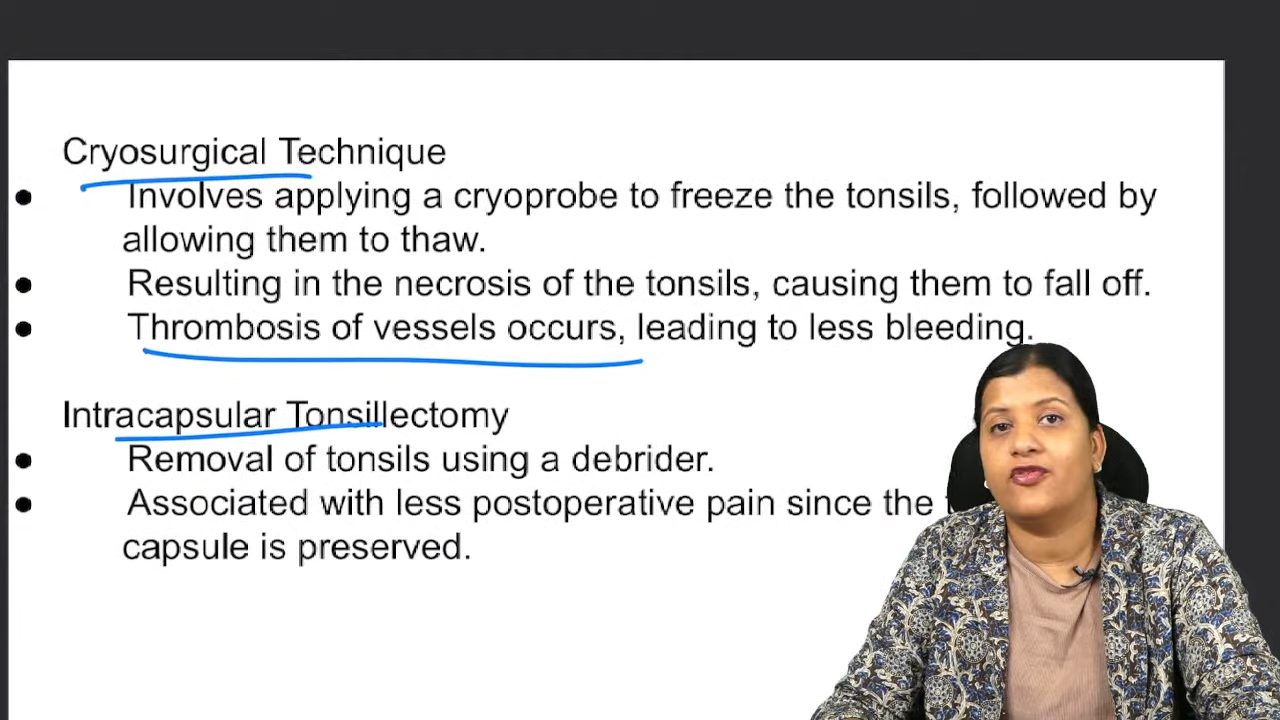 Cryosurgical Technique
● Involves applying a cryoprobe to freeze the tonsils, followed by
allowing them to thaw.
● Resulting in the necrosis of the tonsils, causing them to fall off.
● Thrombosis of vessels occurs, leading to less bleeding.
Intracapsular Tonsillectomy
● Removal of tonsils using a debrider.
● Associated with less postoperative pain since the
capsule is preserved.